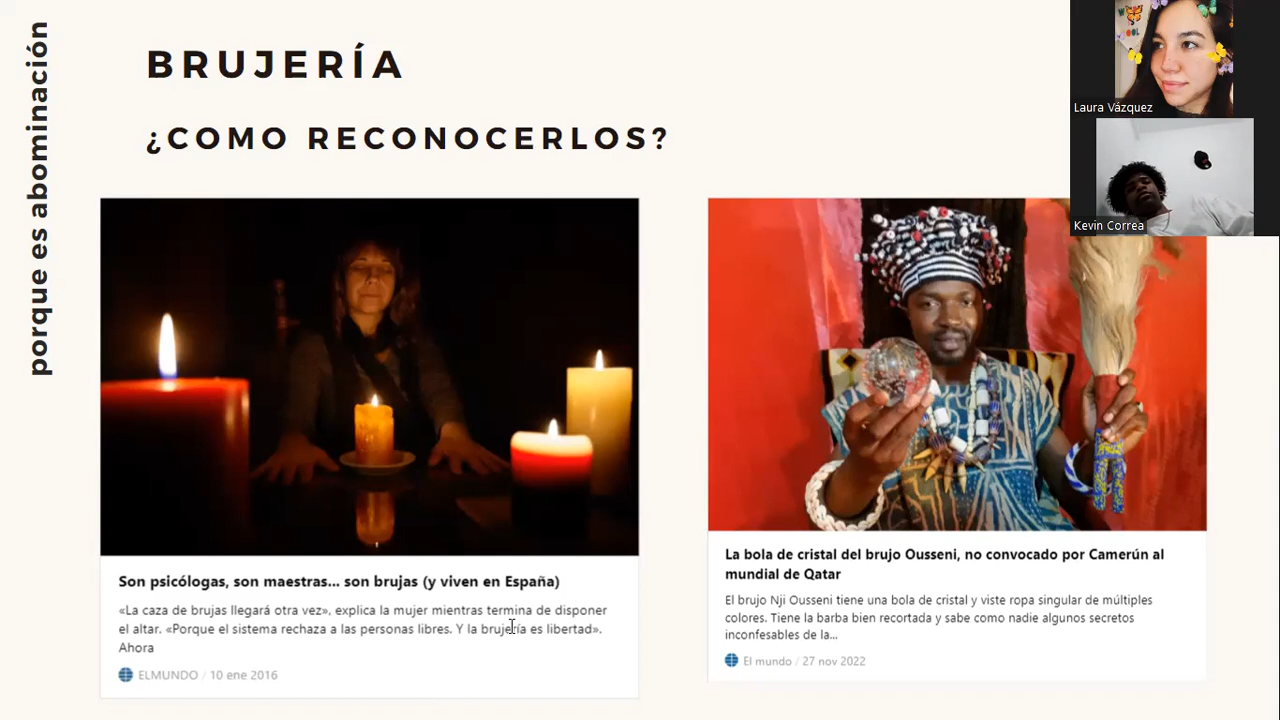 porque es abominación
BRUJERÍA
¿COMO RECONOCERLOS?
Son psicólogas, son maestras... son brujas (y viven en España)
«La caza de brujas llegará otra vez», explica la mujer mientras termina de disponer
el altar. «Porque el sistema rechaza a las personas libres. Y la brujería es libertad».
Ahora
ELMUNDO / 10 ene 2016
La bola de cristal del brujo Ousseni, no convocado por Camerún al
mundial de Qatar
El brujo Nji Ousseni tiene una bola de cristal y viste ropa singular de múltiples
colores. Tiene la barba bien recortada y sabe como nadie algunos secretos
inconfesables de la...
El mundo / 27 nov 2022
Laura Vázquez
Kevin Correa